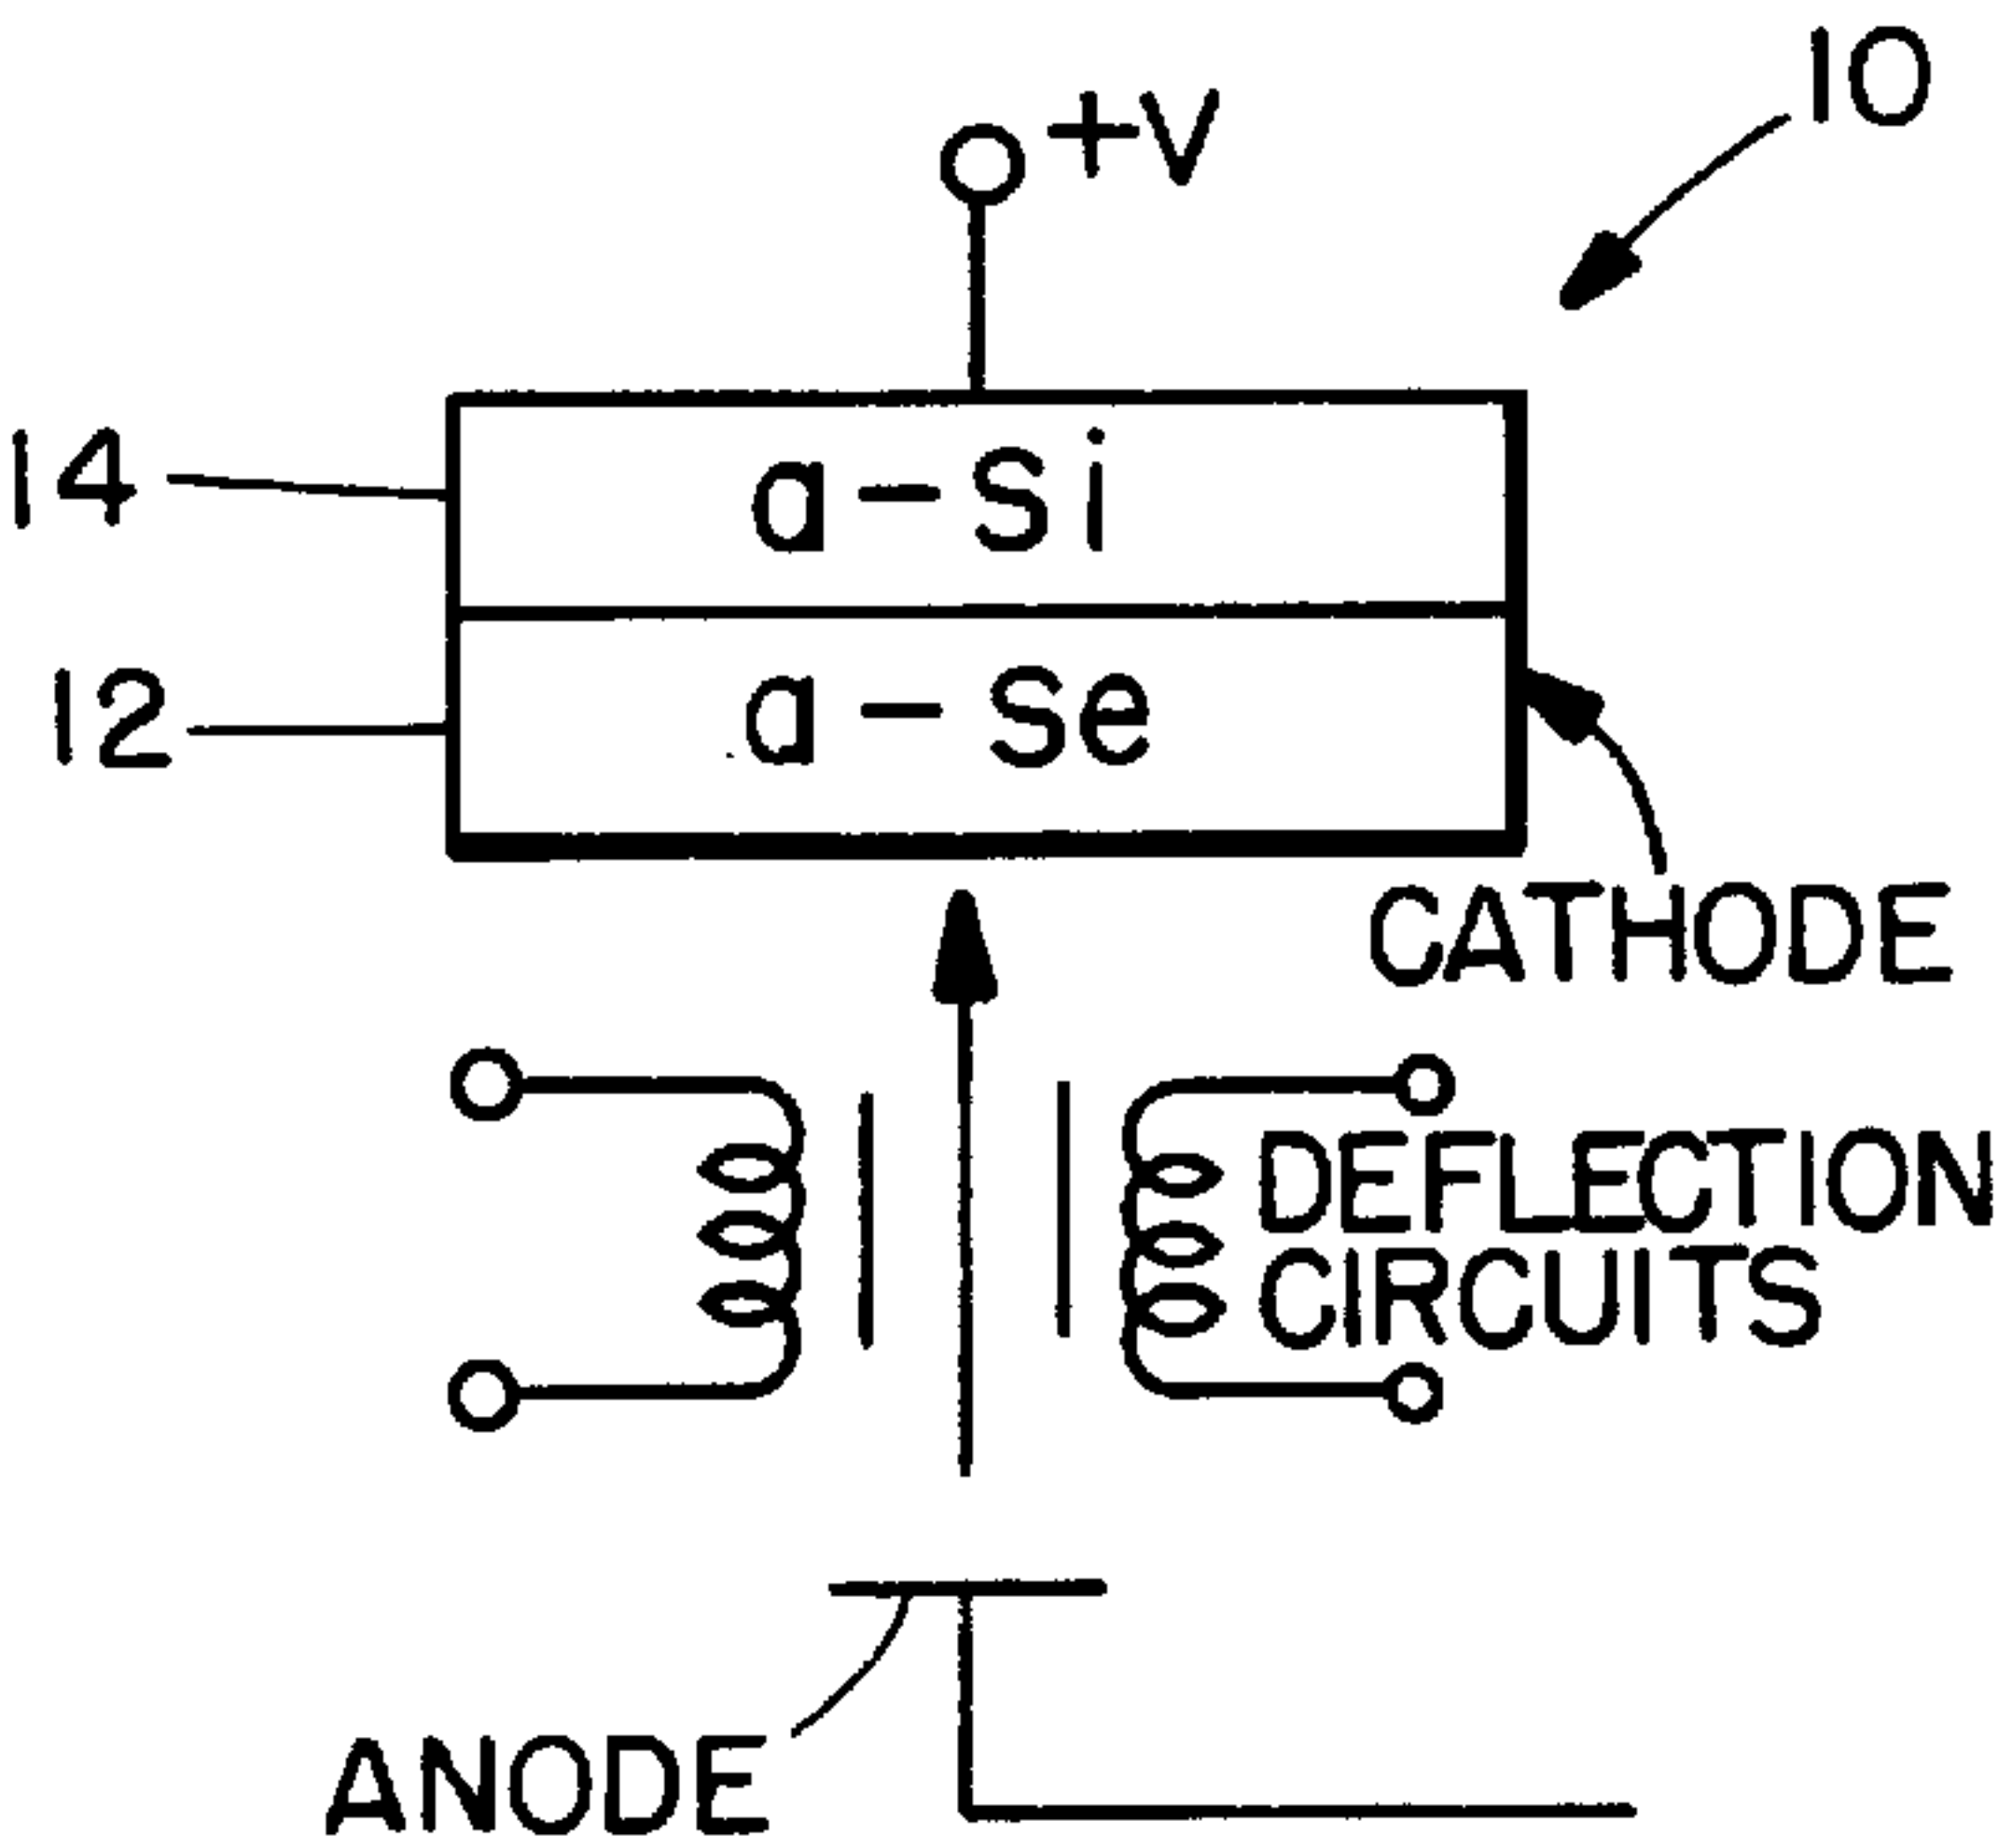 10
+V
14
a-Si
12
a-Se
CATHODE
DEFLECTION
CIRCUITS
ANODE